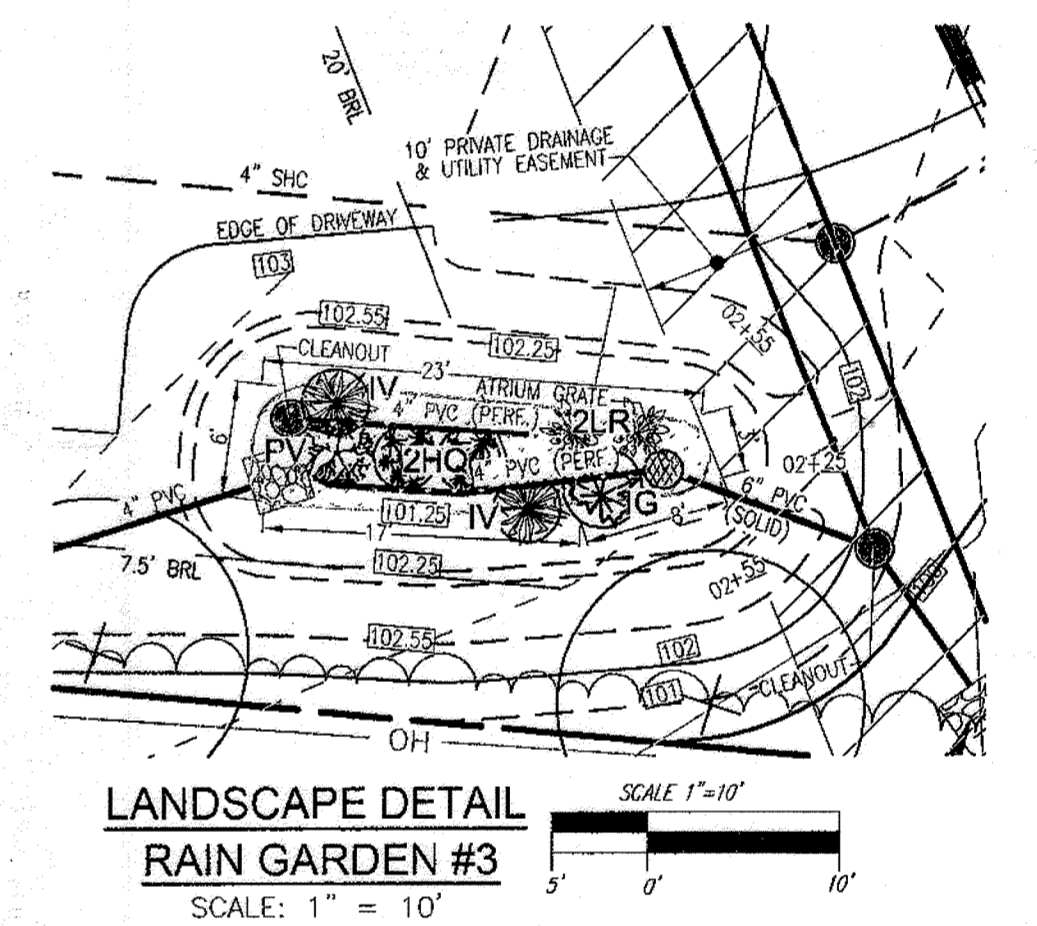 20' BRL
10' PRIVATE DRAINAGE
& UTILITY EASEMENT
4" SHC
EDGE OF DRIVEWAY
103
102.55
102.25
02+55
CLEANOUT
23'
ATRIUM GRATE
102
IV
4" PVC (PERF.
2LR
6'
3'
PV
2HQ
4" PVC (PERF)
02+25
4" PVC
IG
6" PVC
(SOLID)
101.25
IV
8'
17'
7.5' BRL
102.25
02+55
100
102.55
102
101
CLEANOUT
OH
LANDSCAPE DETAIL
RAIN GARDEN #3
SCALE: 1" = 10'
SCALE 1"=10'
5' 0' 10'